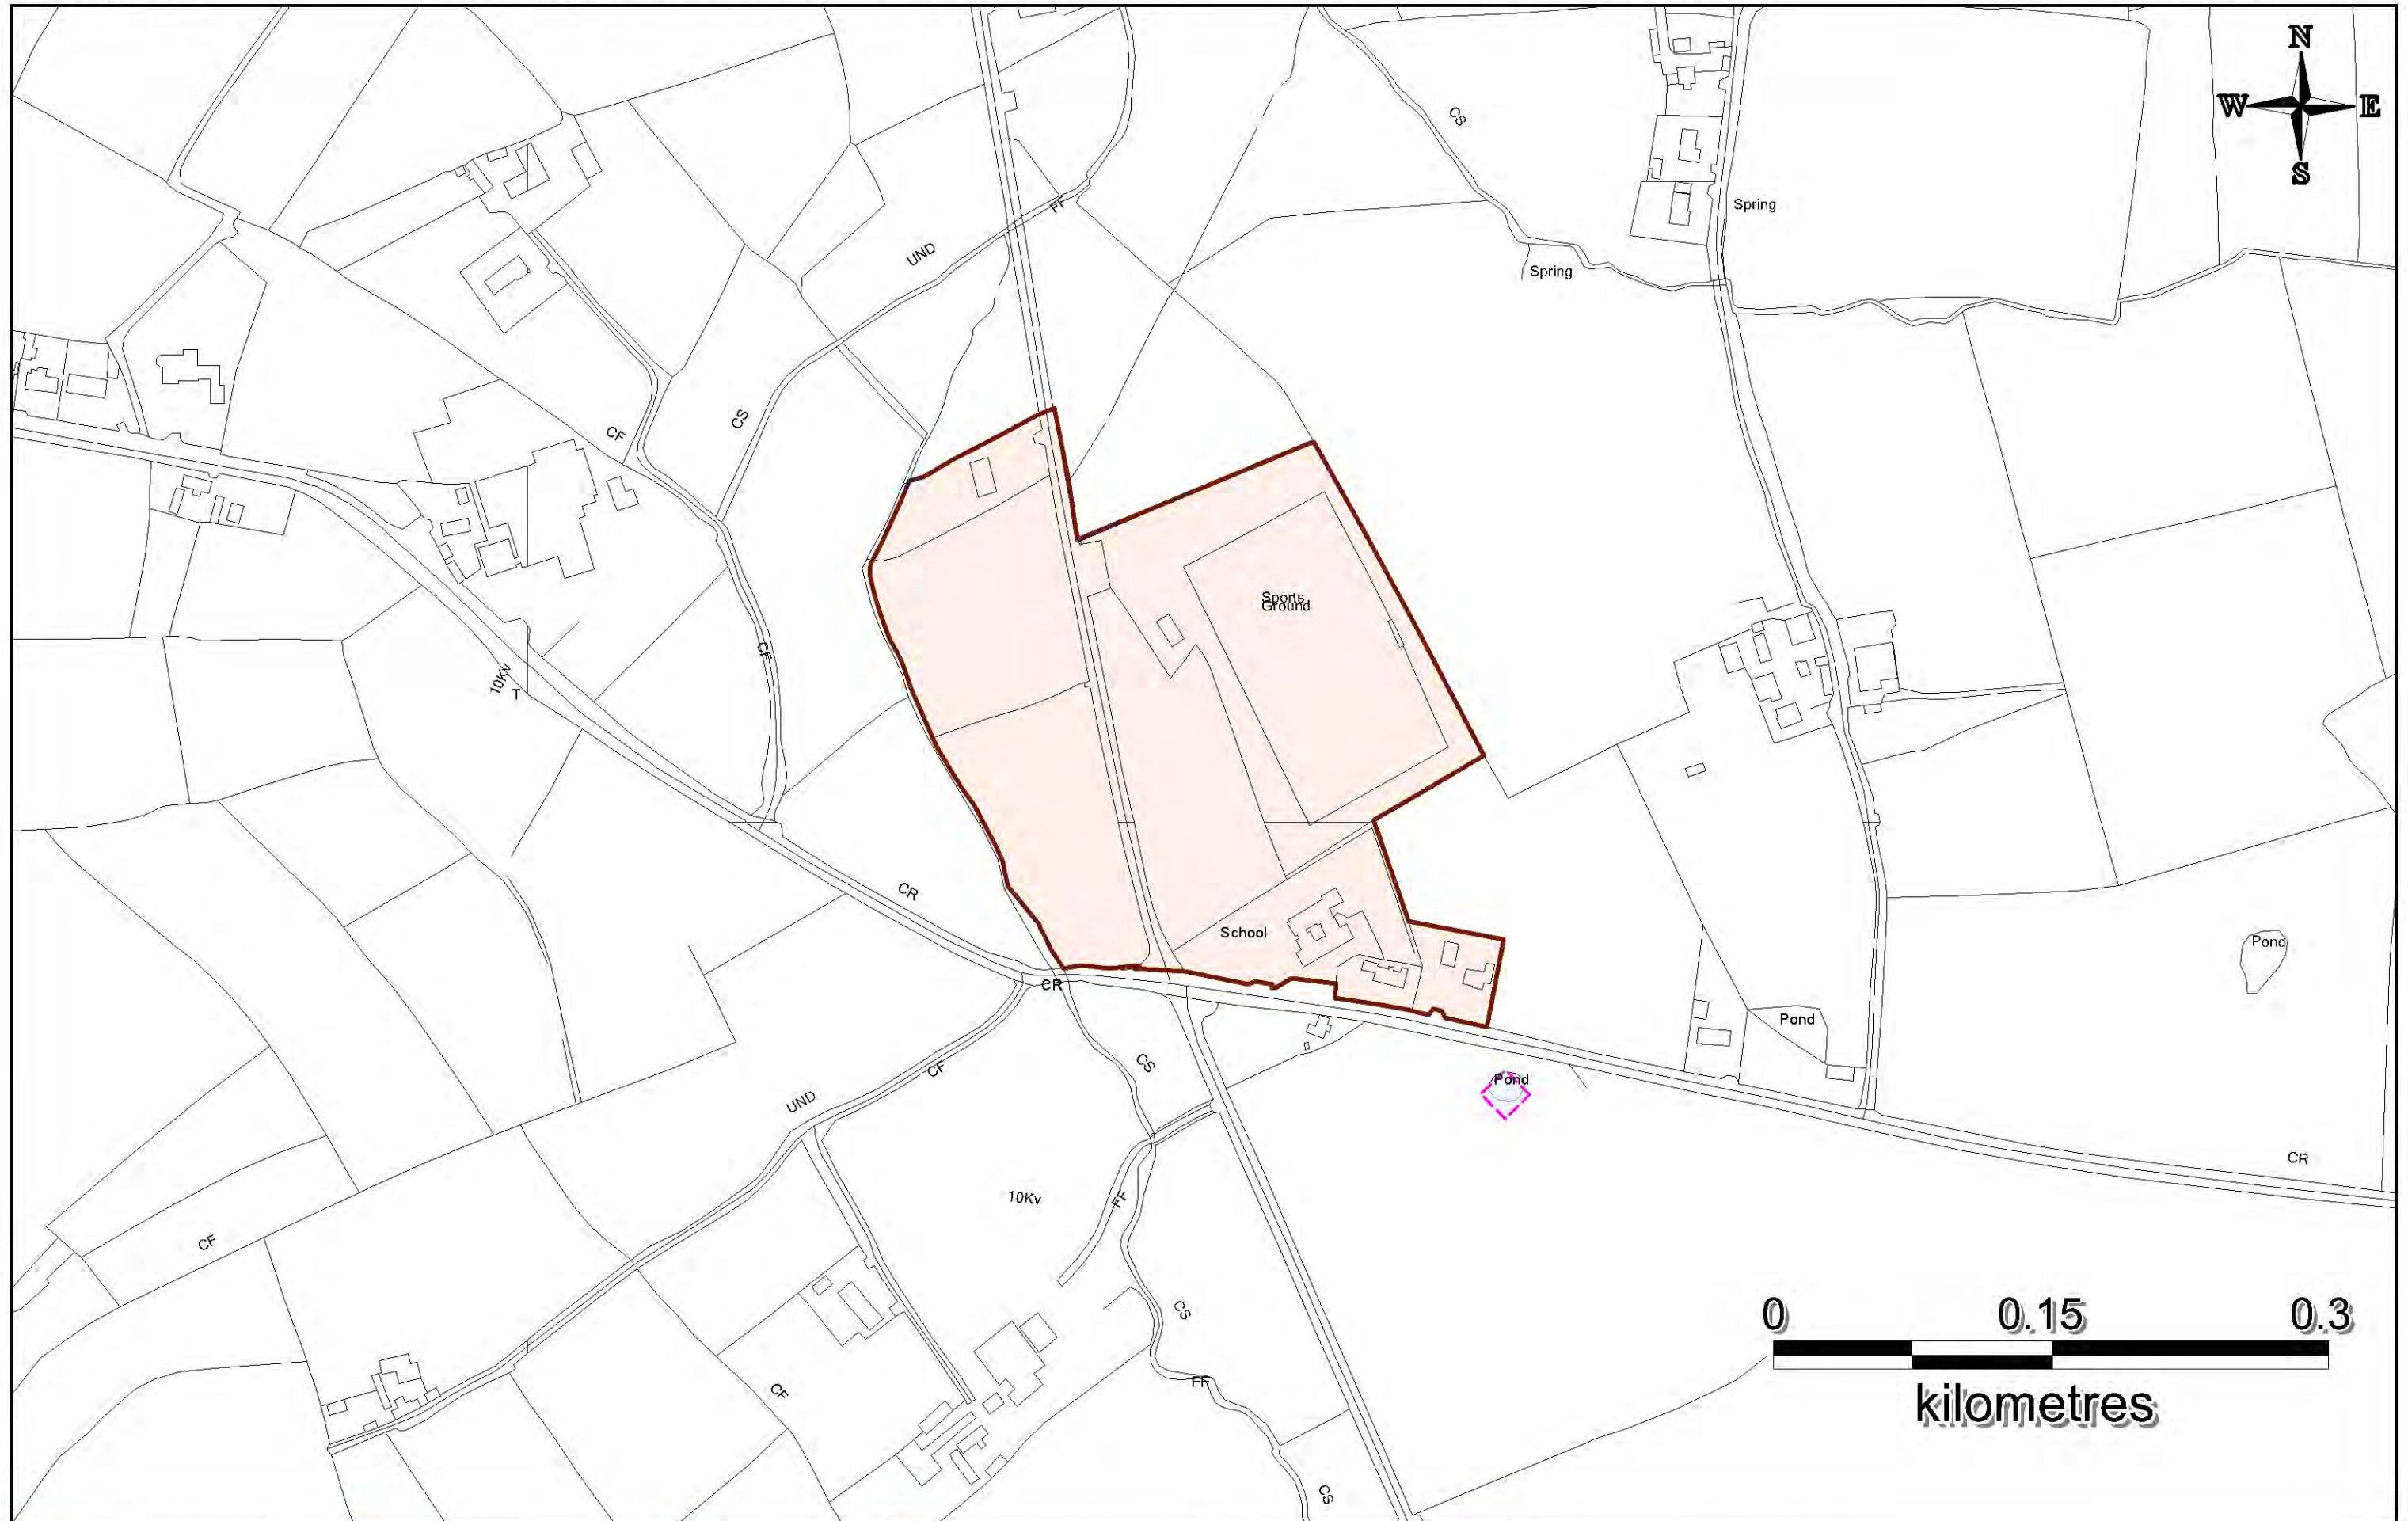 N
W E
S
CS
Spring
Spring
FF
UND
CS
CF
Sports
Ground
CF
10Kv
T
CR
School
Pond
CR
Pond
CS
CF
Pond
UND
CR
10Kv
FF
CF
CS
0 0.15 0.3
kilometres
CF
FF
CS